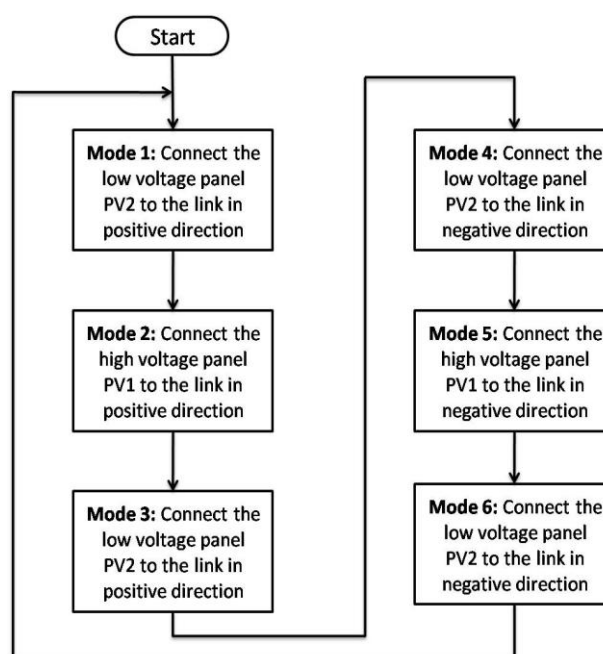 Start
Mode 1: Connect the
low voltage panel
PV2 to the link in
positive direction
Mode 2: Connect the
high voltage panel
PV1 to the link in
positive direction
Mode 3: Connect the
low voltage panel
PV2 to the link in
positive direction
Mode 4: Connect the
low voltage panel
PV2 to the link in
negative direction
Mode 5: Connect the
high voltage panel
PV1 to the link in
negative direction
Mode 6: Connect the
low voltage panel
PV2 to the link in
negative direction